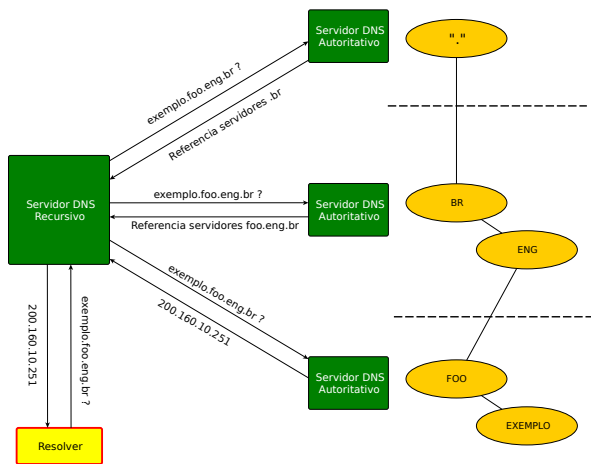 Servidor DNS
Autoritativo
"."
exemplo.foo.eng.br ?
Referencia servidores .br
Servidor DNS
Recursivo
exemplo.foo.eng.br ?
Referencia servidores foo.eng.br
Servidor DNS
Autoritativo
BR
ENG
exemplo.foo.eng.br ?
200.160.10.251
200.160.10.251
exemplo.foo.eng.br ?
Servidor DNS
Autoritativo
FOO
EXEMPLO
Resolver